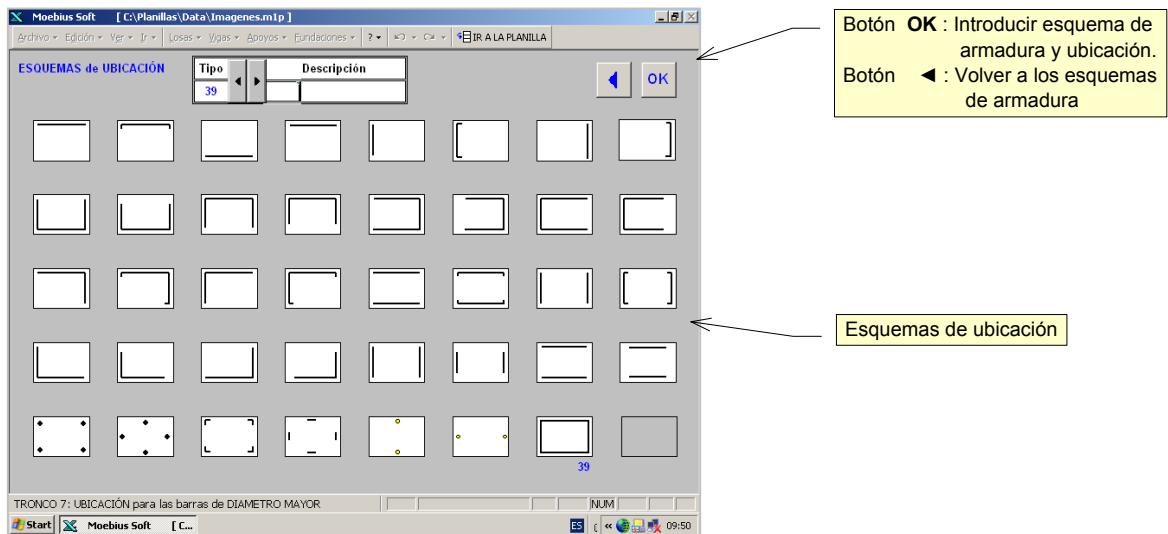 Moebius Soft [ C:\Planillas\Data\Imagenes.m1p ]
Archivo Edición Ver Ir Losas Vigas Apoyos Fundaciones ? IR A LA PLANILLA
ESQUEMAS de UBICACIÓN
Tipo Descripción
39
OK
39
TRONCO 7: UBICACIÓN para las barras de DIAMETRO MAYOR NUM
Start Moebius Soft [ C... ES « 09:50
Botón OK : Introducir esquema de
armadura y ubicación.
Botón ◄ : Volver a los esquemas
de armadura
Esquemas de ubicación